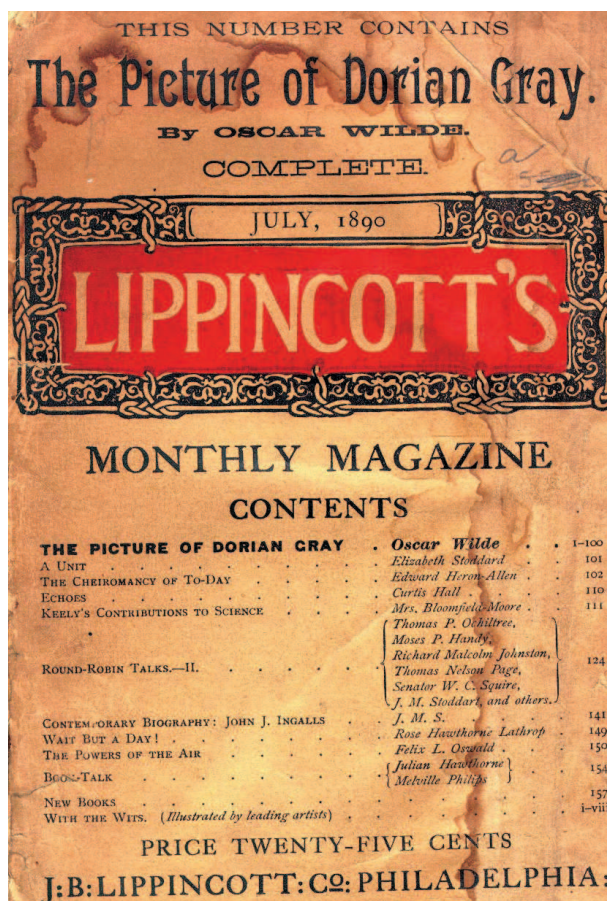 THIS NUMBER CONTAINS
The Picture of Dorian Gray.
By OSCAR WILDE.
COMPLETE.
a
JULY, 1890
LIPPINCOTT'S
MONTHLY MAGAZINE
CONTENTS
THE PICTURE OF DORIAN GRAY . Oscar Wilde . . 1-100
A UNIT . . . . . . . Elizabeth Stoddard . . 101
THE CHEIROMANCY OF TO-DAY . . . . Edward Heron-Allen . . 102
ECHOES . . . . . . . Curtis Hall . . . 110
KEELY'S CONTRIBUTIONS TO SCIENCE . . . . Mrs. Bloomfield-Moore . . 111
Thomas P. Ochiltree,
Moses P. Handy,
Richard Malcolm Johnston,
ROUND-ROBIN TALKS.—II. . . . . . Thomas Nelson Page, 124
Senator W. C. Squire,
J. M. Stoddart, and others.
CONTEMPORARY BIOGRAPHY: JOHN J. INGALLS . . J. M. S. . . . 141
WAIT BUT A DAY! . . . . . . Rose Hawthorne Lathrop . 149
THE POWERS OF THE AIR . . . . . Felix L. Oswald . . 150
BOOK-TALK . . . . . . . Julian Hawthorne . . 154
Melville Philips
NEW BOOKS . . . . . . . . . . 157
WITH THE WITS. (Illustrated by leading artists) . . . . . i-viii
PRICE TWENTY-FIVE CENTS
J:B:LIPPINCOTT:CO: PHILADELPHIA: